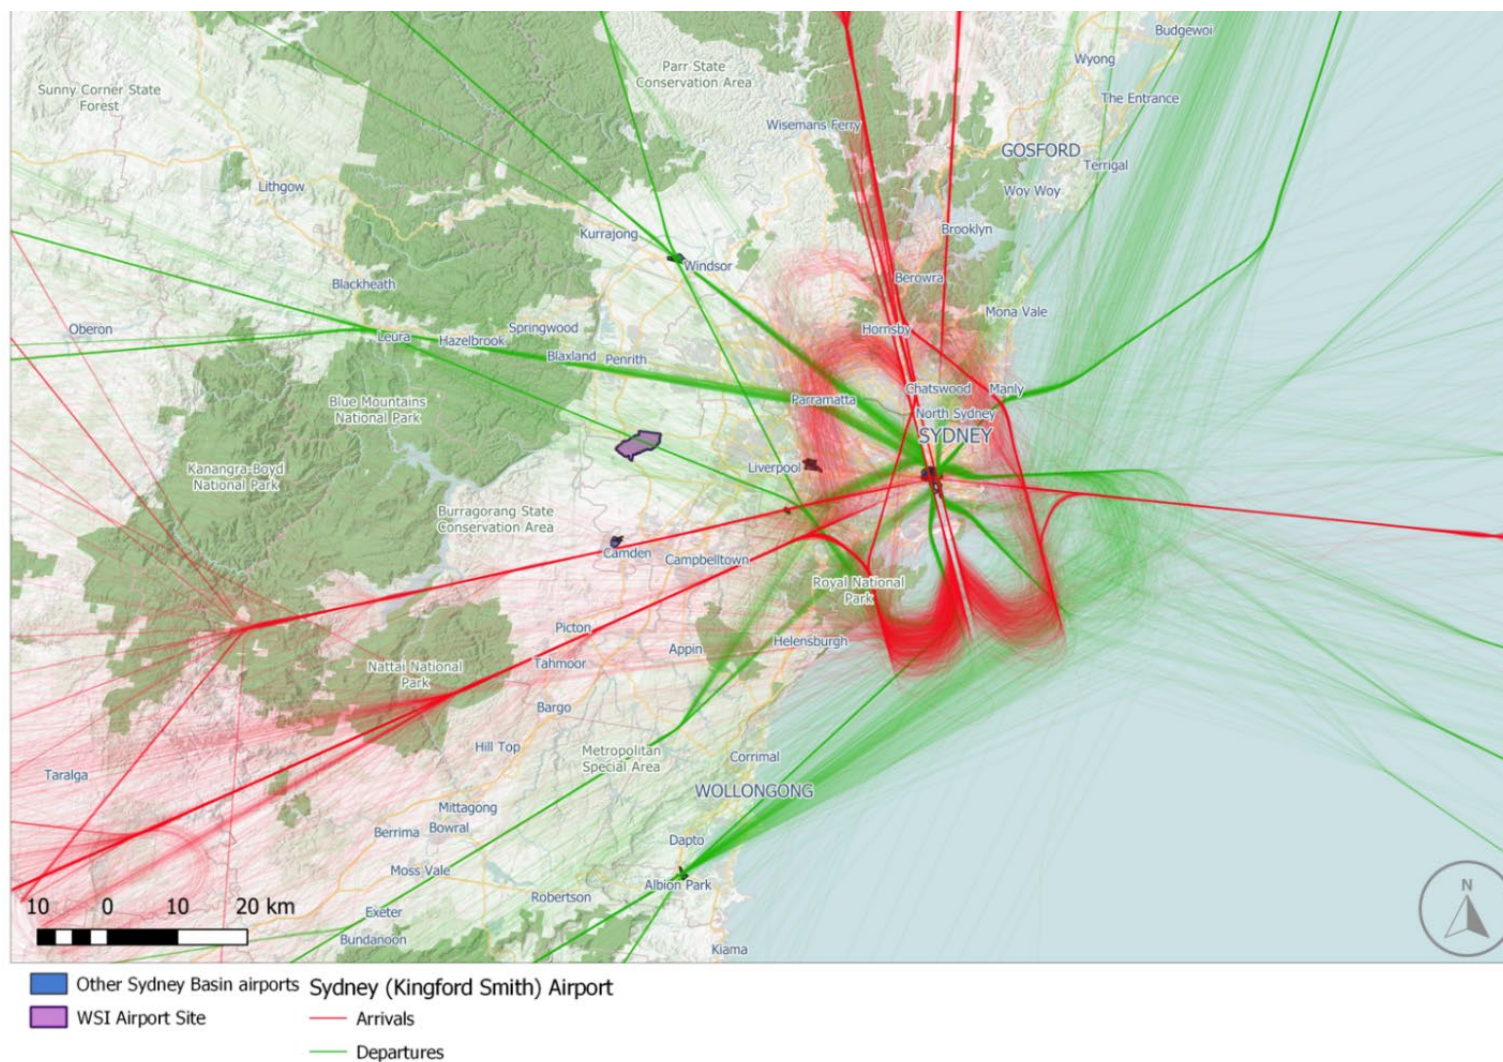 Budgewoi
Wyong
Parr State
Conservation Area
Sunny Corner State
Forest
The Entrance
Wisemans Ferry
GOSFORD
Terrigal
Lithgow
Woy Woy
Kurrajong
Brooklyn
Windsor
Berowra
Blackheath
Mona Vale
Oberon
Springwood
Hornsby
Leura
Hazelbrook
Blaxland
Penrith
Chatswood
Manly
Blue Mountains
National Park
Parramatta
North Sydney
SYDNEY
Kanangra-Boyd
National Park
Liverpool
Burragorang State
Conservation Area
Camden
Campbelltown
Royal National
Park
Picton
Helensburgh
Appin
Tahmoor
Nattai National
Park
Bargo
Hill Top
Metropolitan
Special Area
Corrimal
Taralga
WOLLONGONG
Mittagong
Berrima
Bowral
Dapto
Moss Vale
Albion Park
Robertson
Exeter
Bundanoon
Kiama
N
10 0 10 20 km
Other Sydney Basin airports
WSI Airport Site
Sydney (Kingford Smith) Airport
Arrivals
Departures